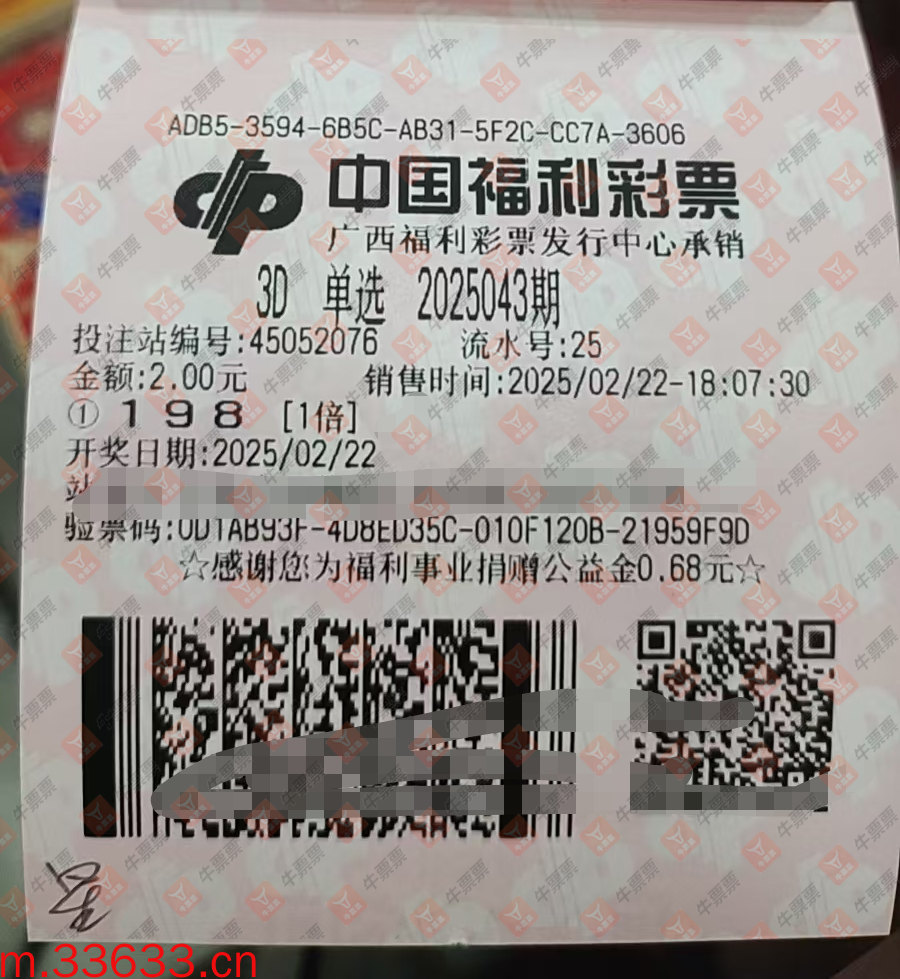 ADB5-3594-6B5C-AB31-5F2C-CC7A-3606
中国福利彩票
广西福利彩票发行中心承销
3D 单选 2025043期
投注站编号:45052076 流水号:25
金额:2.00元 销售时间:2025/02/22-18:07:30
① 1 9 8 [1倍]
开奖日期:2025/02/22
站
验票码:0D1AB93F-4D8ED35C-010F120B-21959F9D
☆感谢您为福利事业捐赠公益金0.68元☆
牛票票
m.33633.cn